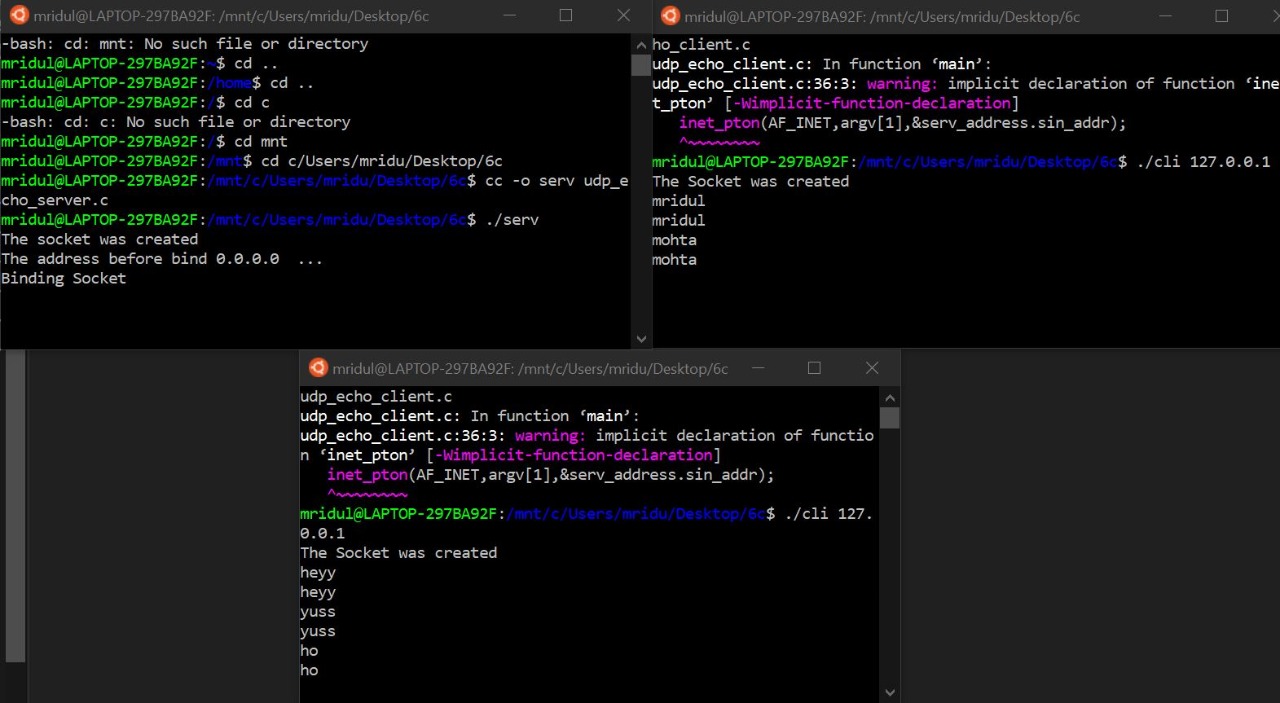 mridul@LAPTOP-297BA92F: /mnt/c/Users/mridu/Desktop/6c
-bash: cd: mnt: No such file or directory
mridul@LAPTOP-297BA92F:~$ cd ..
mridul@LAPTOP-297BA92F:/home$ cd ..
mridul@LAPTOP-297BA92F:/$ cd c
-bash: cd: c: No such file or directory
mridul@LAPTOP-297BA92F:/$ cd mnt
mridul@LAPTOP-297BA92F:/mnt$ cd c/Users/mridu/Desktop/6c
mridul@LAPTOP-297BA92F:/mnt/c/Users/mridu/Desktop/6c$ cc -o serv udp_e
cho_server.c
mridul@LAPTOP-297BA92F:/mnt/c/Users/mridu/Desktop/6c$ ./serv
The socket was created
The address before bind 0.0.0.0  ...
Binding Socket
mridul@LAPTOP-297BA92F: /mnt/c/Users/mridu/Desktop/6c
ho_client.c
udp_echo_client.c: In function ‘main’:
udp_echo_client.c:36:3: warning: implicit declaration of function ‘ine
t_pton’ [-Wimplicit-function-declaration]
inet_pton(AF_INET,argv[1],&serv_address.sin_addr);
^~~~~~~~~
mridul@LAPTOP-297BA92F:/mnt/c/Users/mridu/Desktop/6c$ ./cli 127.0.0.1
The Socket was created
mridul
mridul
mohta
mohta
mridul@LAPTOP-297BA92F: /mnt/c/Users/mridu/Desktop/6c
udp_echo_client.c
udp_echo_client.c: In function ‘main’:
udp_echo_client.c:36:3: warning: implicit declaration of functio
n ‘inet_pton’ [-Wimplicit-function-declaration]
inet_pton(AF_INET,argv[1],&serv_address.sin_addr);
^~~~~~~~~
mridul@LAPTOP-297BA92F:/mnt/c/Users/mridu/Desktop/6c$ ./cli 127.
0.0.1
The Socket was created
heyy
heyy
yuss
yuss
ho
ho